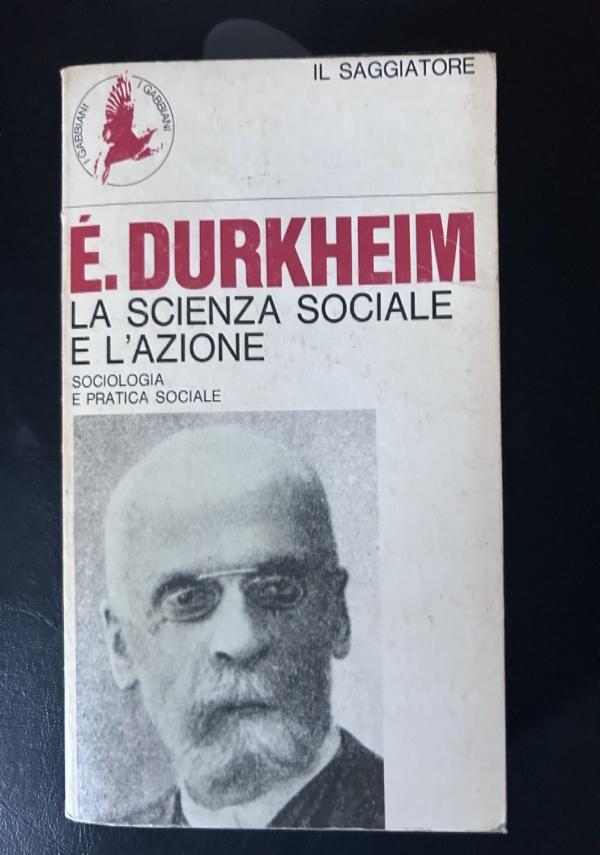 I GABBIANI
I GABBIANI
IL SAGGIATORE
É. DURKHEIM
LA SCIENZA SOCIALE
E L'AZIONE
SOCIOLOGIA
E PRATICA SOCIALE